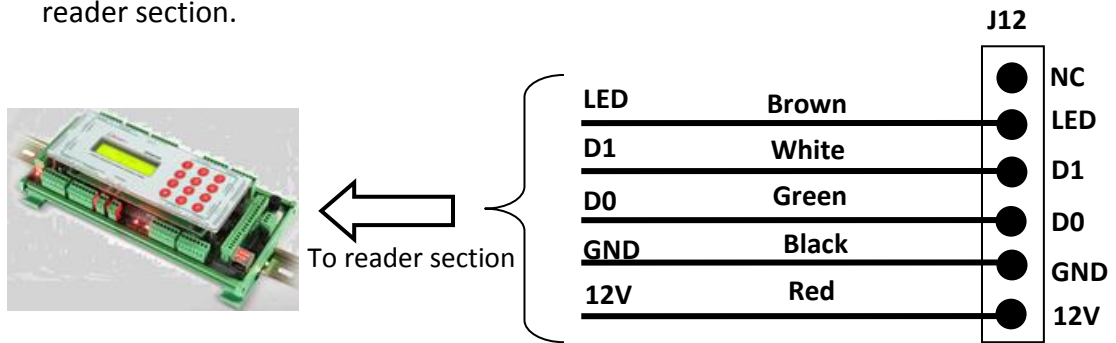 reader section.
J12
NC
LED Brown LED
D1 White D1
D0 Green D0
GND Black GND
12V Red 12V
To reader section